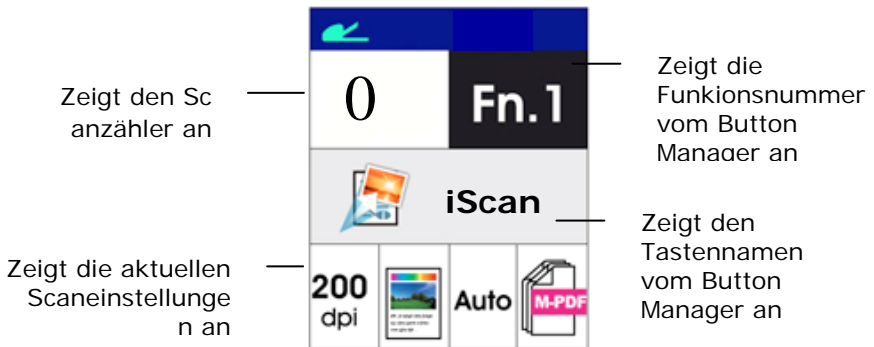 Zeigt den Sc
anzähler an
0
Fn.1
Zeigt die
Funkionsnummer
vom Button
Manager an
iScan
Zeigt den
Tastennamen
vom Button
Manager an
Zeigt die aktuellen
Scaneinstellunge
n an
200
dpi
Auto
M-PDF